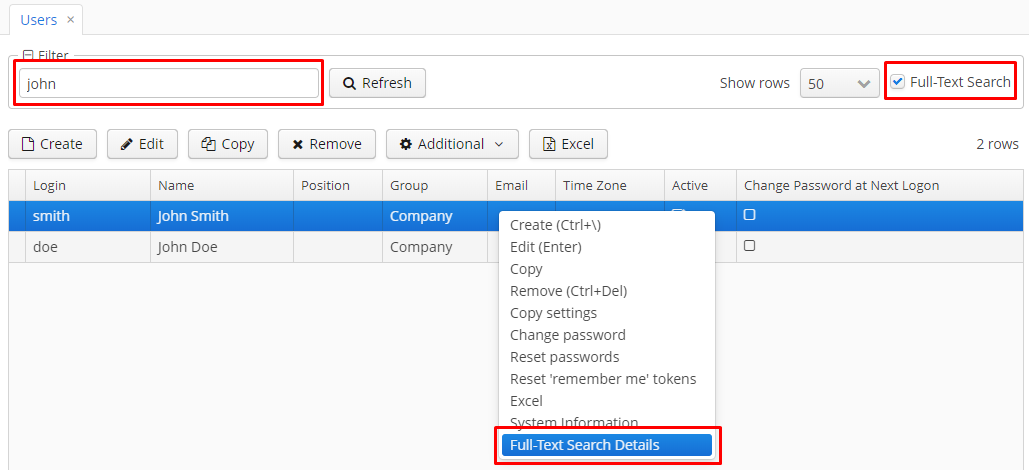 Users ×
Filter
john Refresh Show rows 50 Full-Text Search
Create Edit Copy Remove Additional Excel 2 rows
Login Name Position Group Email Time Zone Active Change Password at Next Logon
smith John Smith Company
doe John Doe Company
Create (Ctrl+\)
Edit (Enter)
Copy
Remove (Ctrl+Del)
Copy settings
Change password
Reset passwords
Reset 'remember me' tokens
Excel
System Information
Full-Text Search Details